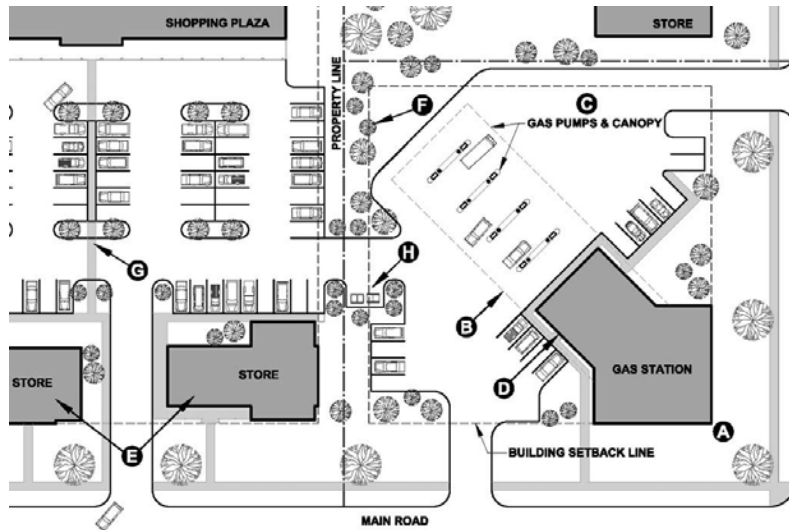 SHOPPING PLAZA
STORE
PROPERTY LINE
F
C
GAS PUMPS & CANOPY
G
H
B
STORE
STORE
D
GAS STATION
E
A
BUILDING SETBACK LINE
MAIN ROAD